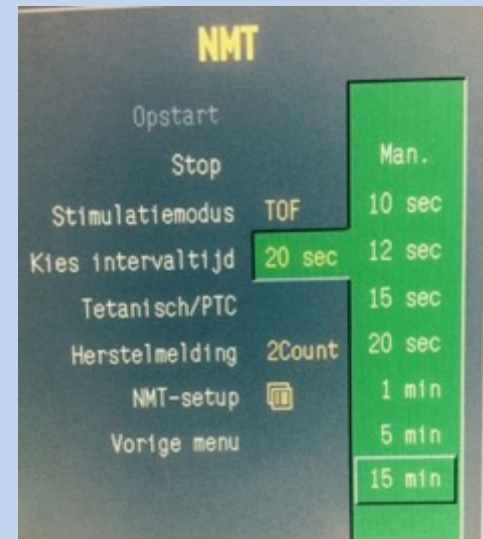 NMT
Opstart
Stop
Stimulatiemodus TOF
Kies intervaltijd 20 sec
Tetanisch/PTC
Herstelmelding 2Count
NMT-setup
Vorige menu
Man.
10 sec
12 sec
15 sec
20 sec
1 min
5 min
15 min